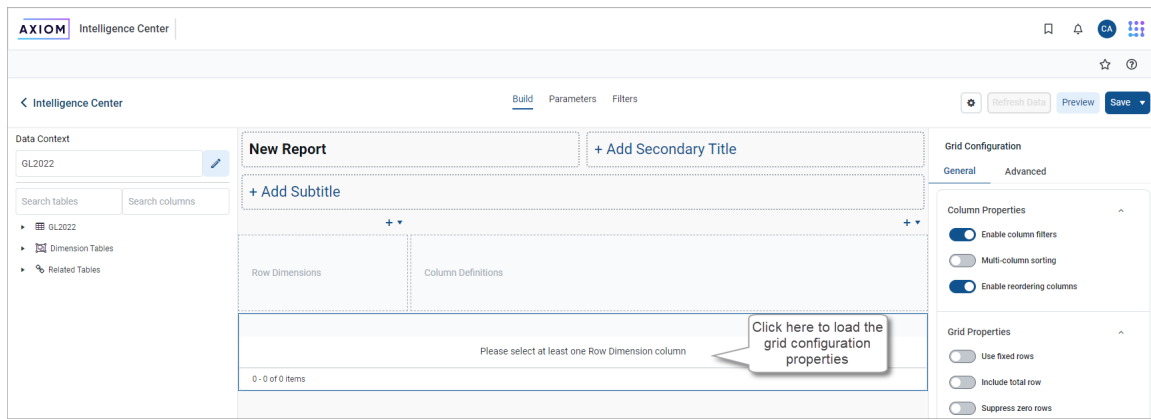 AXIOM Intelligence Center
CA
< Intelligence Center
Build Parameters Filters
Refresh Data Preview Save
Data Context
GL2022
Search tables Search columns
GL2022
Dimension Tables
Related Tables
New Report
+ Add Secondary Title
+ Add Subtitle
Row Dimensions
Column Definitions
Please select at least one Row Dimension column
0 - 0 of 0 items
Click here to load the
grid configuration
properties
Grid Configuration
General Advanced
Column Properties
Enable column filters
Multi-column sorting
Enable reordering columns
Grid Properties
Use fixed rows
Include total row
Suppress zero rows